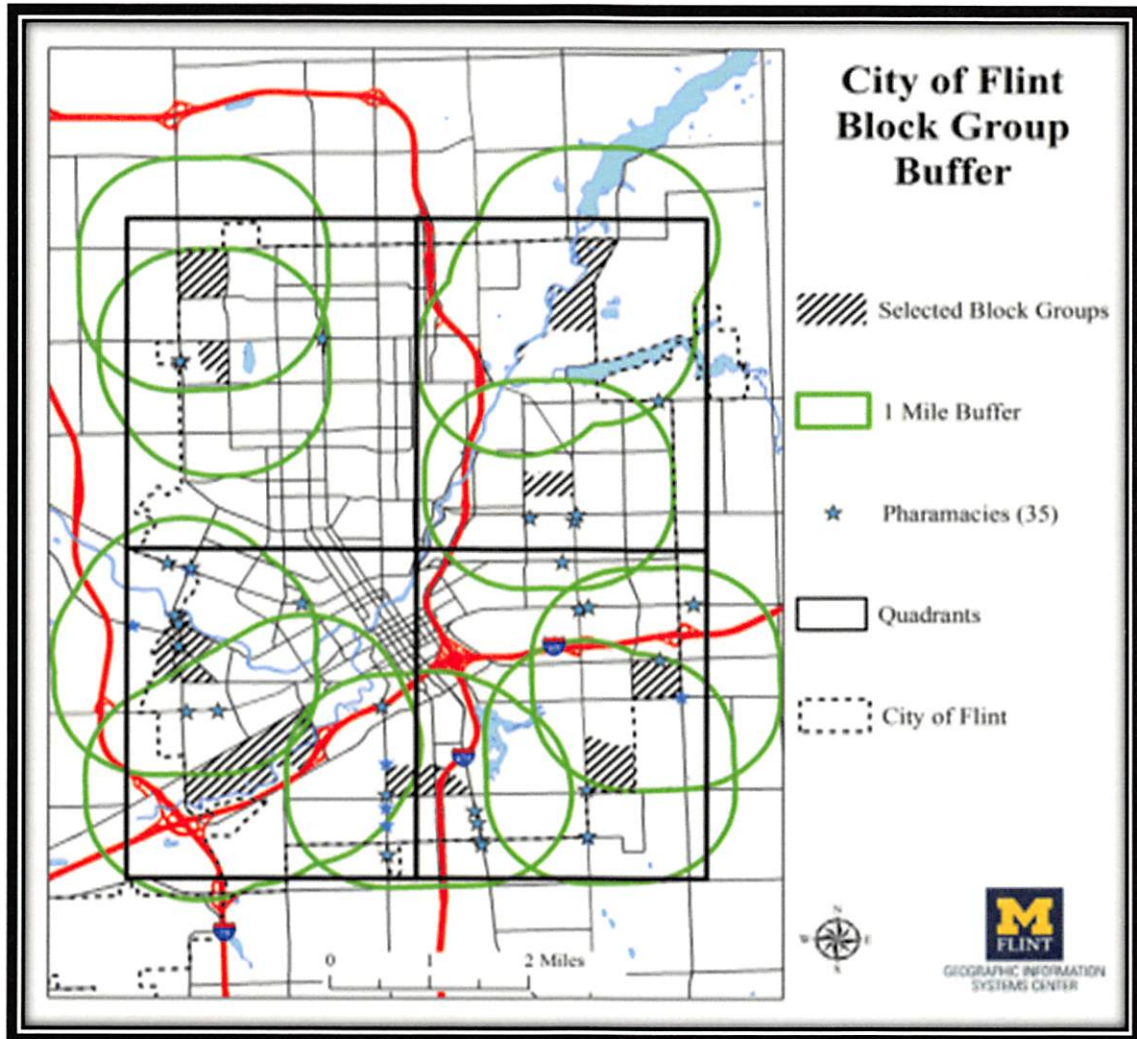 City of Flint
Block Group
Buffer
Selected Block Groups
1 Mile Buffer
Pharamacies (35)
Quadrants
City of Flint
0 1 2 Miles
N
W E
S
M
FLINT
GEOGRAPHIC INFORMATION
SYSTEMS CENTER